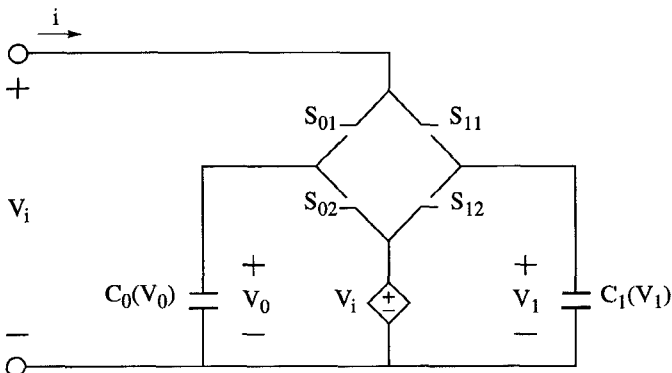 i
+
S₀₁
S₁₁
Vᵢ
S₀₂
S₁₂
C₀(V₀)
+
V₀
−
Vᵢ
+
−
+
V₁
−
C₁(V₁)
−